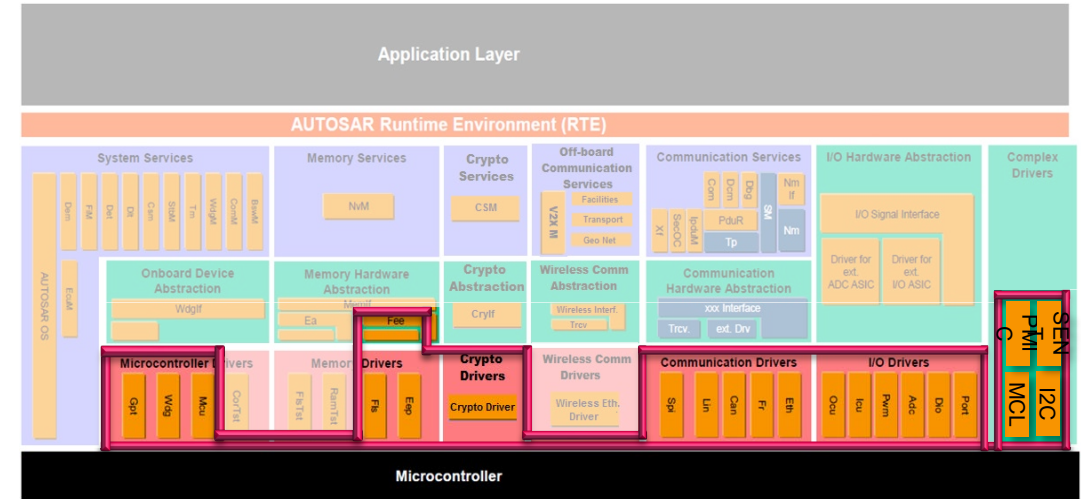 Application Layer
AUTOSAR Runtime Environment (RTE)
System Services
Memory Services
Crypto
Services
Off-board
Communication
Services
Communication Services
I/O Hardware Abstraction
Complex
Drivers
AUTOSAR OS
Dem
FiM
Det
Dlt
Csm
StbM
Tm
WdgM
ComM
BswM
EcuM
NvM
CSM
V2X M
Facilities
Transport
Geo Net
Xf
SecOC
IpduM
Com
Dcm
Dbg
PduR
Tp
SM
Nm
If
Nm
I/O Signal Interface
Driver for
ext.
ADC ASIC
Driver for
ext.
I/O ASIC
Onboard Device
Abstraction
WdgIf
Memory Hardware
Abstraction
MemIf
Ea
Fee
Crypto
Abstraction
CryIf
Wireless Comm
Abstraction
Wireless Interf.
Trcv
Communication
Hardware Abstraction
xxx Interface
Trcv.
ext. Drv
Microcontroller Drivers
Gpt
Wdg
Mcu
CorTst
Memory Drivers
FlsTst
RamTst
Fls
Eep
Crypto
Drivers
Crypto Driver
Wireless Comm
Drivers
Wireless Eth.
Driver
Communication Drivers
Spi
Lin
Can
Fr
Eth
I/O Drivers
Ocu
Icu
Pwm
Adc
Dio
Port
PMI
C
SEN
T
MCL
I2C
Microcontroller